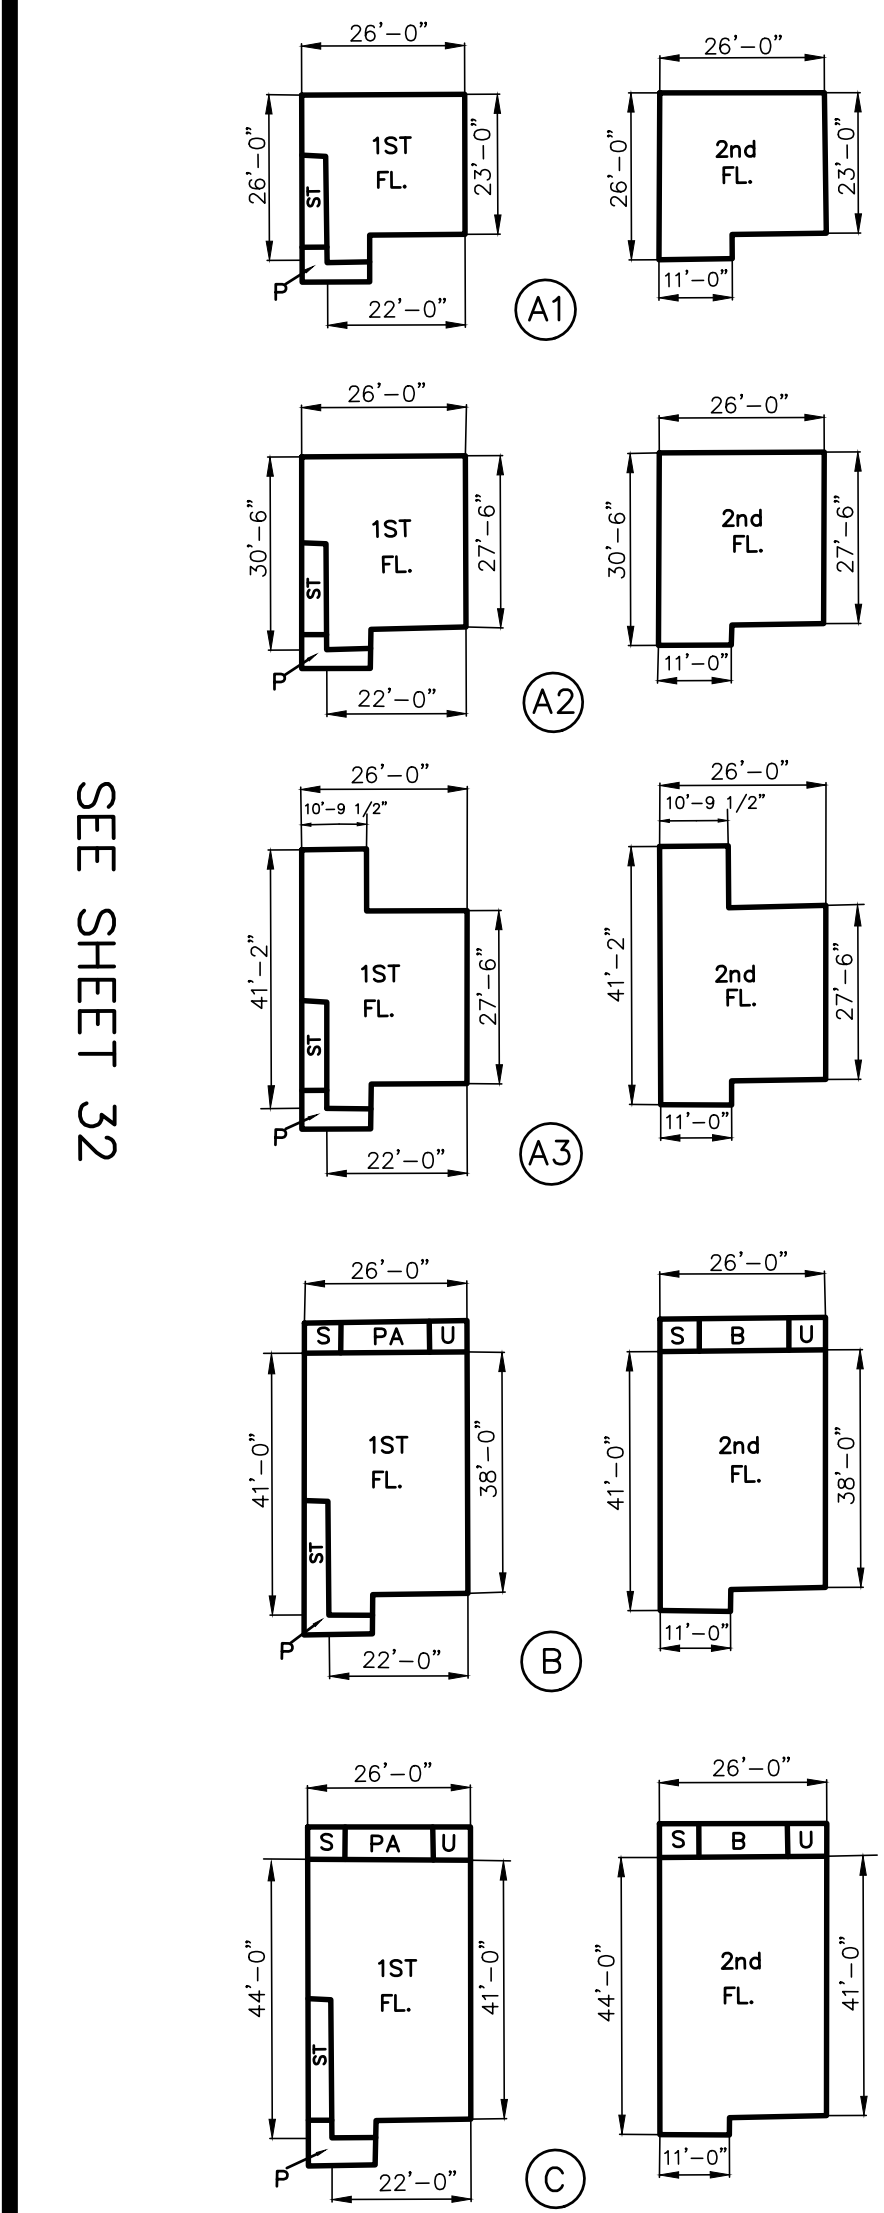 26'-0" 26'-0"
26'-0" 1ST FL. 23'-0" 26'-0" 2nd FL. 23'-0"
ST
P 11'-0"
22'-0" A1
26'-0" 26'-0"
30'-6" 1ST FL. 27'-6" 30'-6" 2nd FL. 27'-6"
ST
P 11'-0"
22'-0" A2
SEE SHEET 32
26'-0" 26'-0"
10'-9 1/2" 10'-9 1/2"
41'-2" 1ST FL. 27'-6" 41'-2" 2nd FL. 27'-6"
ST
P 11'-0"
22'-0" A3
26'-0" 26'-0"
S PA U S B U
41'-0" 1ST FL. 38'-0" 41'-0" 2nd FL. 38'-0"
ST
P 11'-0"
22'-0" B
26'-0" 26'-0"
S PA U S B U
44'-0" 1ST FL. 41'-0" 44'-0" 2nd FL. 41'-0"
ST
P 11'-0"
22'-0" C